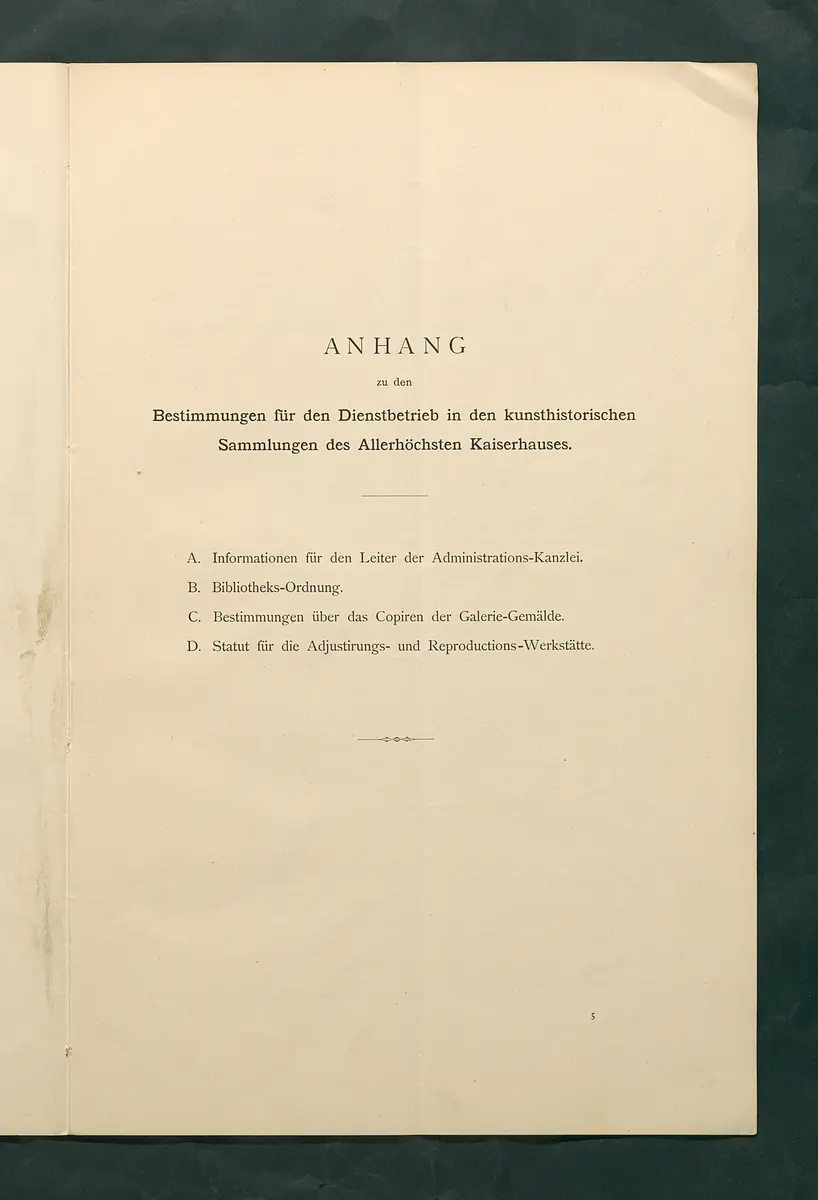 ANHANG
zu den
Bestimmungen für den Dienstbetrieb in den kunsthistorischen
Sammlungen des Allerhöchsten Kaiserhauses.
A. Informationen für den Leiter der Administrations-Kanzlei.
B. Bibliotheks-Ordnung.
C. Bestimmungen über das Copiren der Galerie-Gemälde.
D. Statut für die Adjustirungs- und Reproductions-Werkstätte.
5